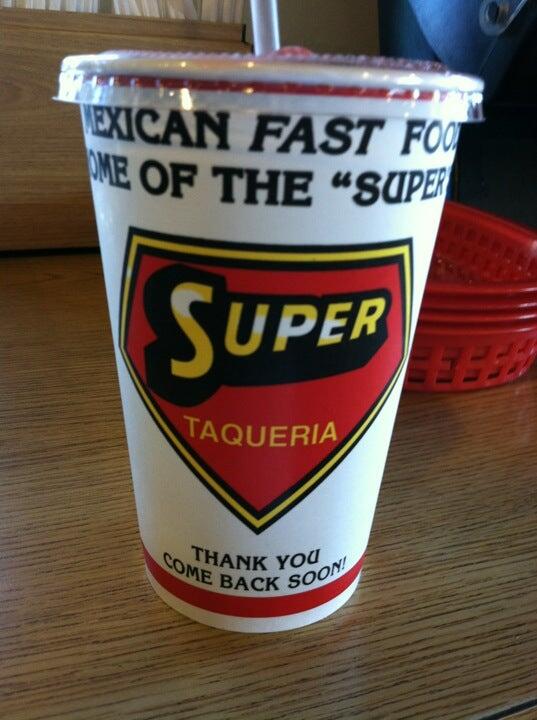 MEXICAN FAST FOO
OME OF THE “SUPER
SUPER
TAQUERIA
THANK YOU
COME BACK SOON!